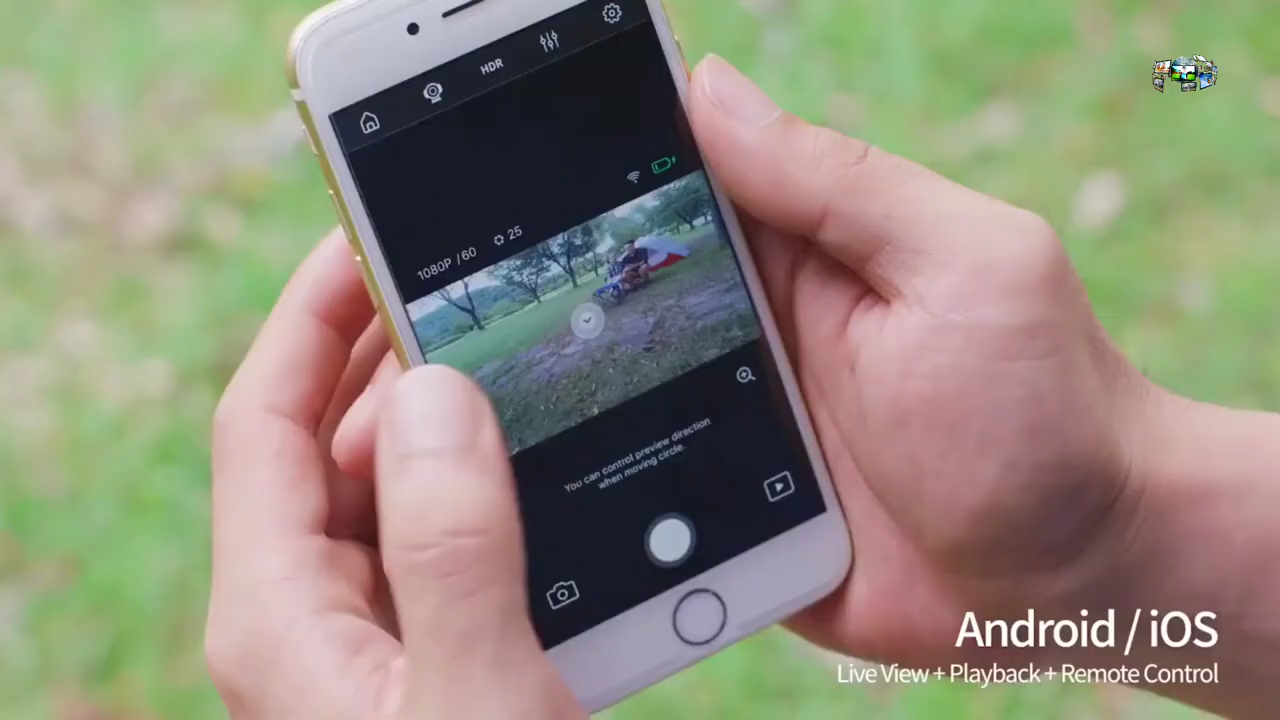 HDR
1080P /60 25
You can control preview direction
when moving circle.
Android / iOS
Live View + Playback + Remote Control